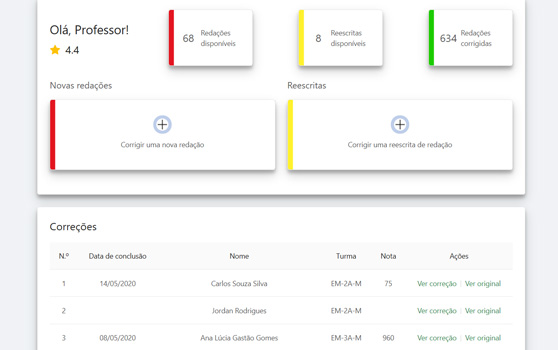 Olá, Professor!
4.4
68 Redações disponíveis
8 Reescritas disponíveis
634 Redações corrigidas
Novas redações
Reescritas
Corrigir uma nova redação
Corrigir uma reescrita de redação
Correções
N.º Data de conclusão Nome Turma Nota Ações
1 14/05/2020 Carlos Souza Silva EM-2A-M 75 Ver correção | Ver original
2 Jordan Rodrigues EM-2A-M Ver correção | Ver original
3 08/05/2020 Ana Lúcia Gastão Gomes EM-3A-M 960 Ver correção | Ver original